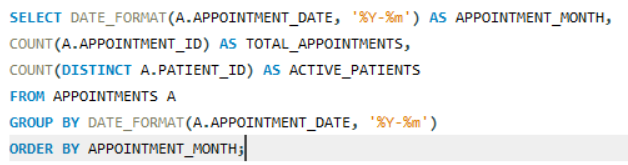 SELECT DATE_FORMAT(A.APPOINTMENT_DATE, '%Y-%m') AS APPOINTMENT_MONTH,
COUNT(A.APPOINTMENT_ID) AS TOTAL_APPOINTMENTS,
COUNT(DISTINCT A.PATIENT_ID) AS ACTIVE_PATIENTS
FROM APPOINTMENTS A
GROUP BY DATE_FORMAT(A.APPOINTMENT_DATE, '%Y-%m')
ORDER BY APPOINTMENT_MONTH;